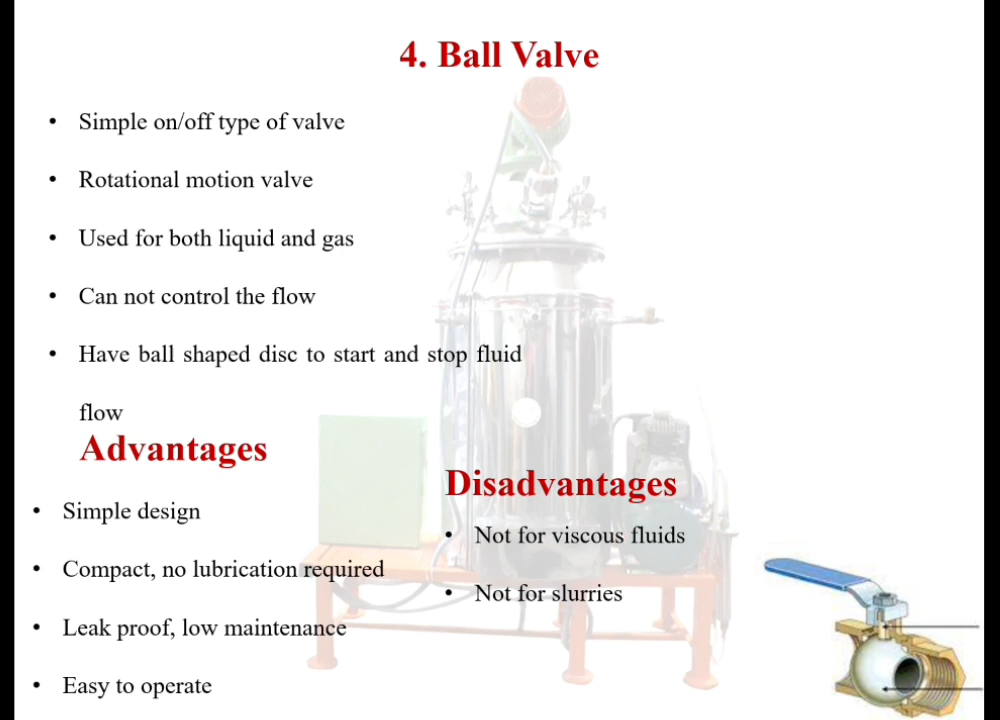 4. Ball Valve
• Simple on/off type of valve
• Rotational motion valve
• Used for both liquid and gas
• Can not control the flow
• Have ball shaped disc to start and stop fluid
flow
Advantages
• Simple design
• Compact, no lubrication required
• Leak proof, low maintenance
• Easy to operate
Disadvantages
• Not for viscous fluids
• Not for slurries